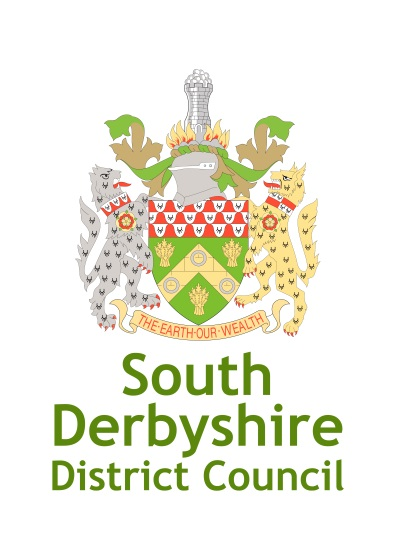 THE·EARTH·OUR·WEALTH
South
Derbyshire
District Council